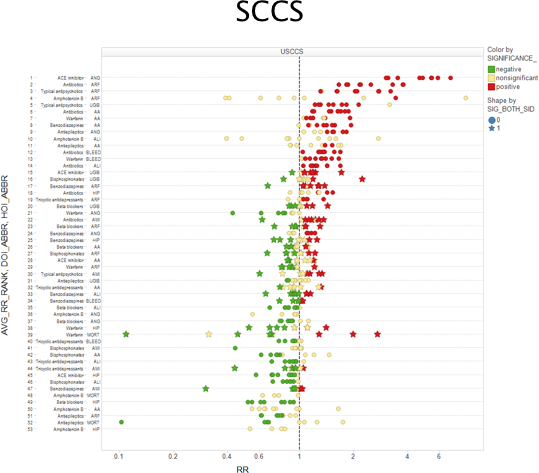 SCCS
USCCS
Color by
SIGNIFICANCE_
negative
nonsignificant
positive
Shape by
SIG_BOTH_SID
0
1
AVG_RR_RANK, DOI_ABBR, HOI_ABBR
1 ACE Inhibitor ANG
2 Antibiotics ARF
3 Typical antipsychotics ARF
4 Amphotericin B ARF
5 Typical antipsychotics UGIB
6 Antibiotics AA
7 Warfarin AA
8 Benzodiazepines ARF
9 Antiepileptics ANG
10 Amphotericin B ALI
11 Antiepileptics AA
12 Antibiotics BLEED
13 Warfarin BLEED
14 Antibiotics ALI
15 ACE Inhibitor UGIB
16 Bisphosphonates UGIB
17 Benzodiazepines ARF
18 Antibiotics HIP
19 Tricyclic antidepressants ARF
20 Beta blockers UGIB
21 Warfarin ANG
22 Antibiotics AMI
23 Beta blockers ARF
24 Benzodiazepines ANG
25 Benzodiazepines HIP
26 Beta blockers AA
27 Bisphosphonates ARF
28 ACE Inhibitor AA
29 Warfarin ARF
30 Typical antipsychotics AMI
31 Antiepileptics UGIB
32 Tricyclic antidepressants AA
33 Benzodiazepines ALI
34 Benzodiazepines BLEED
35 Beta blockers ALI
36 Amphotericin B ANG
37 Beta blockers ANG
38 Warfarin HIP
39 Warfarin MORT
40 Tricyclic antidepressants BLEED
41 Bisphosphonates AMI
42 Bisphosphonates AA
43 Tricyclic antidepressants ALI
44 Tricyclic antidepressants AMI
45 ACE Inhibitor HIP
46 Bisphosphonates ALI
47 Benzodiazepines AMI
48 Amphotericin B MORT
49 Beta blockers HIP
50 Amphotericin B AA
51 Antiepileptics ARF
52 Antiepileptics MORT
53 Amphotericin B HIP
0.1 0.2 0.4 0.6 1 2 4 6
RR